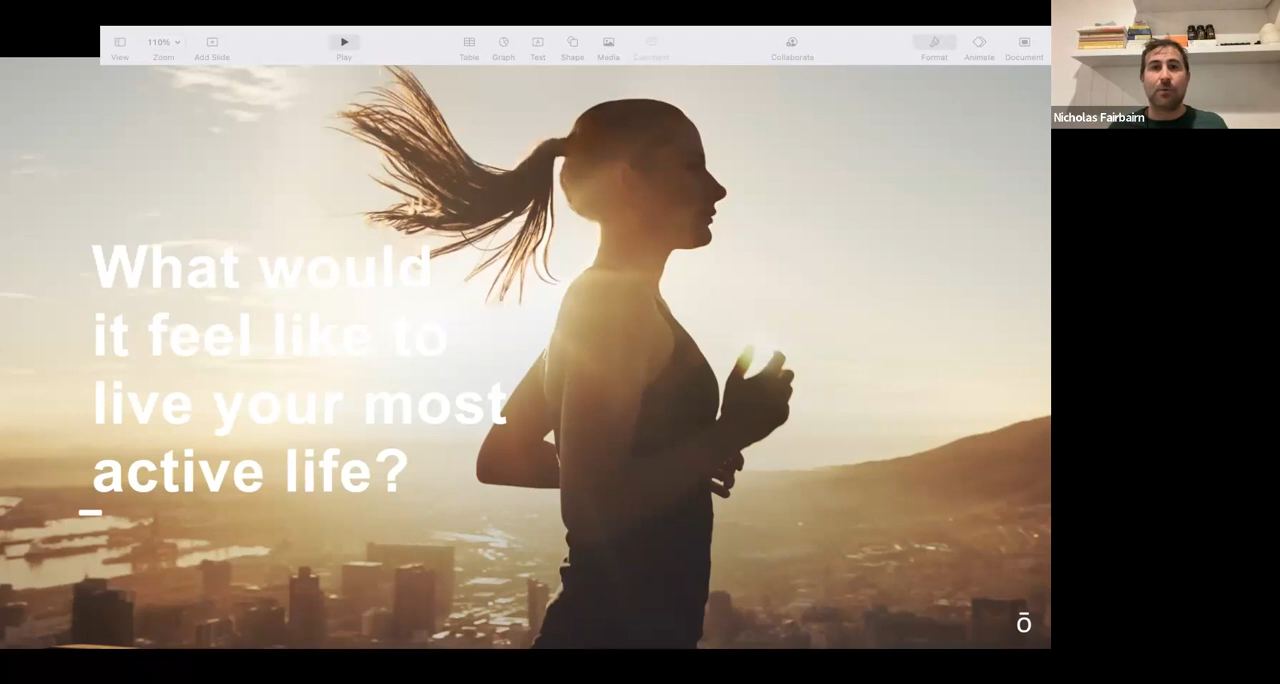 110%
View
Zoom
Add Slide
Play
Table
Graph
Text
Shape
Media
Comment
Collaborate
Format
Animate
Document
Nicholas Fairbairn
What would
it feel like to
live your most
active life?
ō